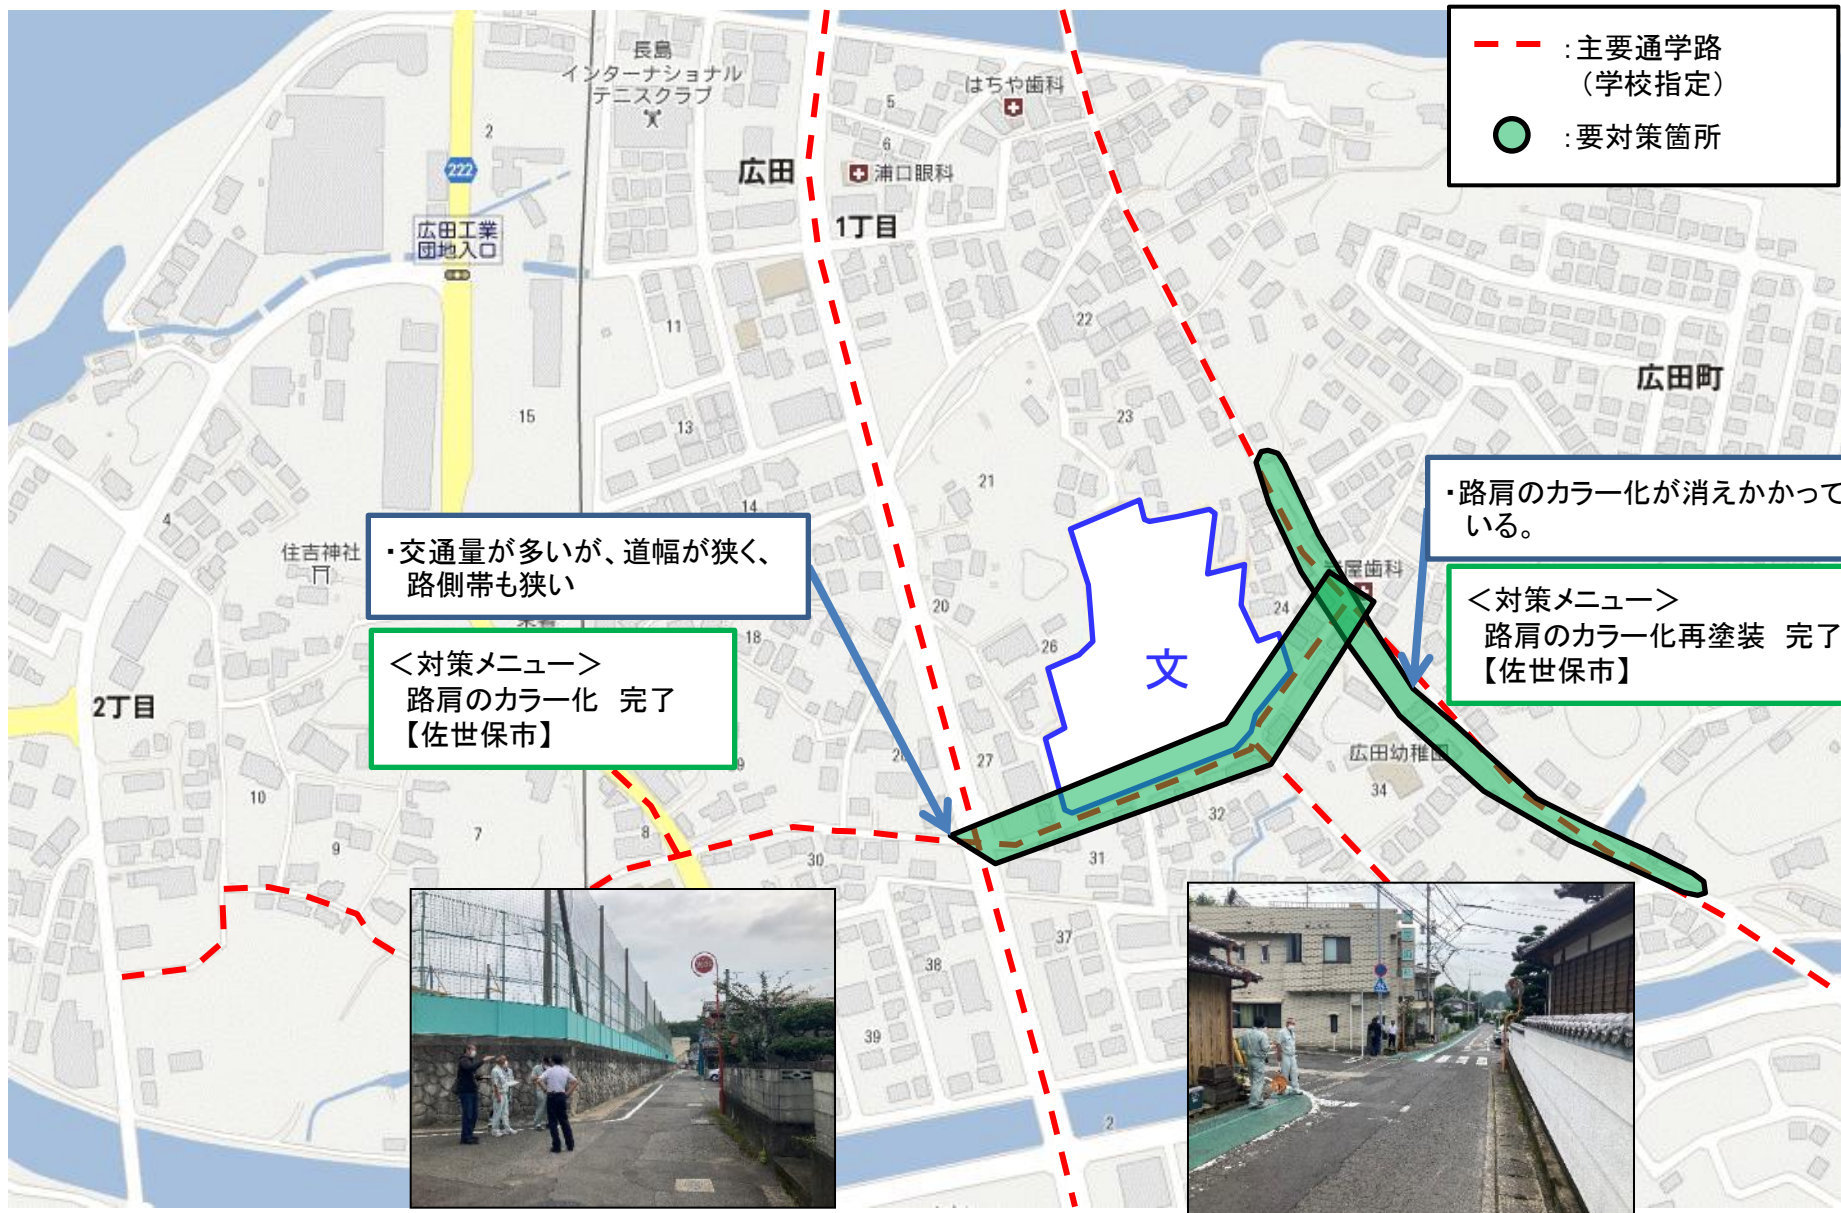 ：主要通学路
（学校指定）
：要対策箇所
長島
インターナショナル
テニスクラブ
はちや歯科
5
6
2
222
広田
浦口眼科
1丁目
広田工業
団地入口
11
22
広田町
15
13
23
21
14
4
住吉神社
・交通量が多いが、道幅が狭く、
路側帯も狭い
＜対策メニュー＞
路肩のカラー化　完了
【佐世保市】
・路肩のカラー化が消えかかって
いる。
＜対策メニュー＞
路肩のカラー化再塗装　完了
【佐世保市】
屋歯科
24
20
18
26
文
2丁目
27
広田幼稚園
34
10
32
7
8
9
30
31
37
38
39
2